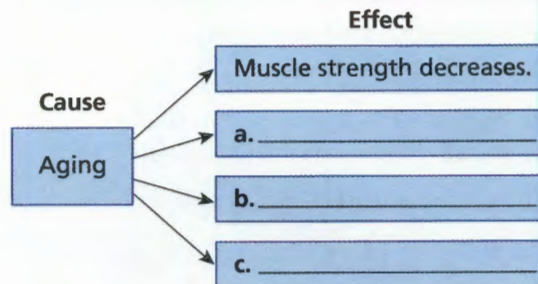 Effect
Muscle strength decreases.
Cause
Aging
a.
b.
c.